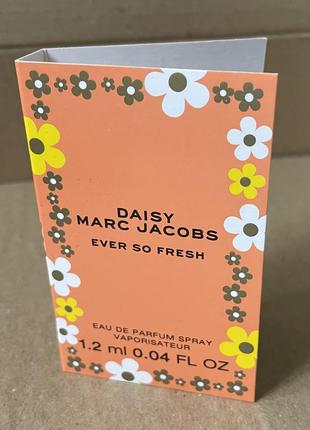 DAISY
MARC JACOBS
EVER SO FRESH
EAU DE PARFUM SPRAY
VAPORISATEUR
1.2 ml 0.04 FL OZ